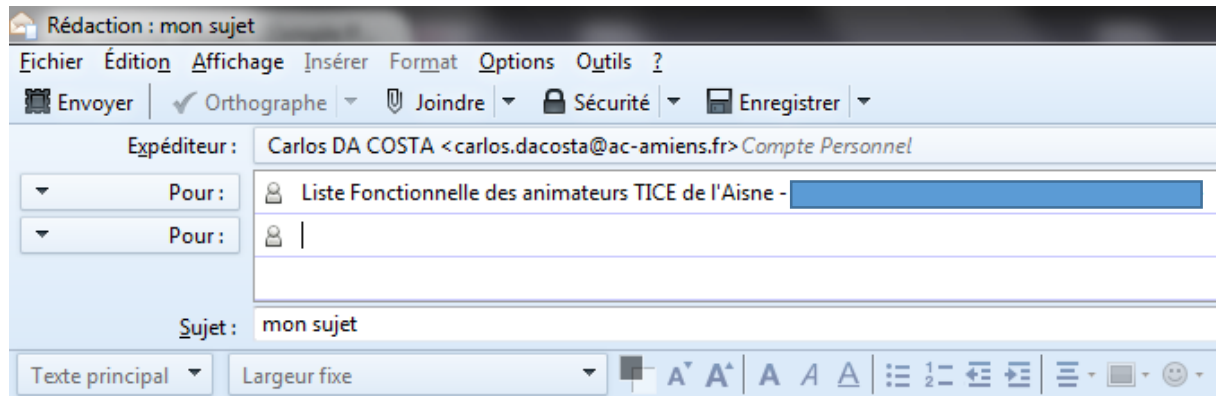 Rédaction : mon sujet
Fichier Édition Affichage Insérer Format Options Outils ?
Envoyer Orthographe Joindre Sécurité Enregistrer
Expéditeur : Carlos DA COSTA <carlos.dacosta@ac-amiens.fr> Compte Personnel
Pour : Liste Fonctionnelle des animateurs TICE de l'Aisne -
Pour :
Sujet : mon sujet
Texte principal Largeur fixe A A A A A